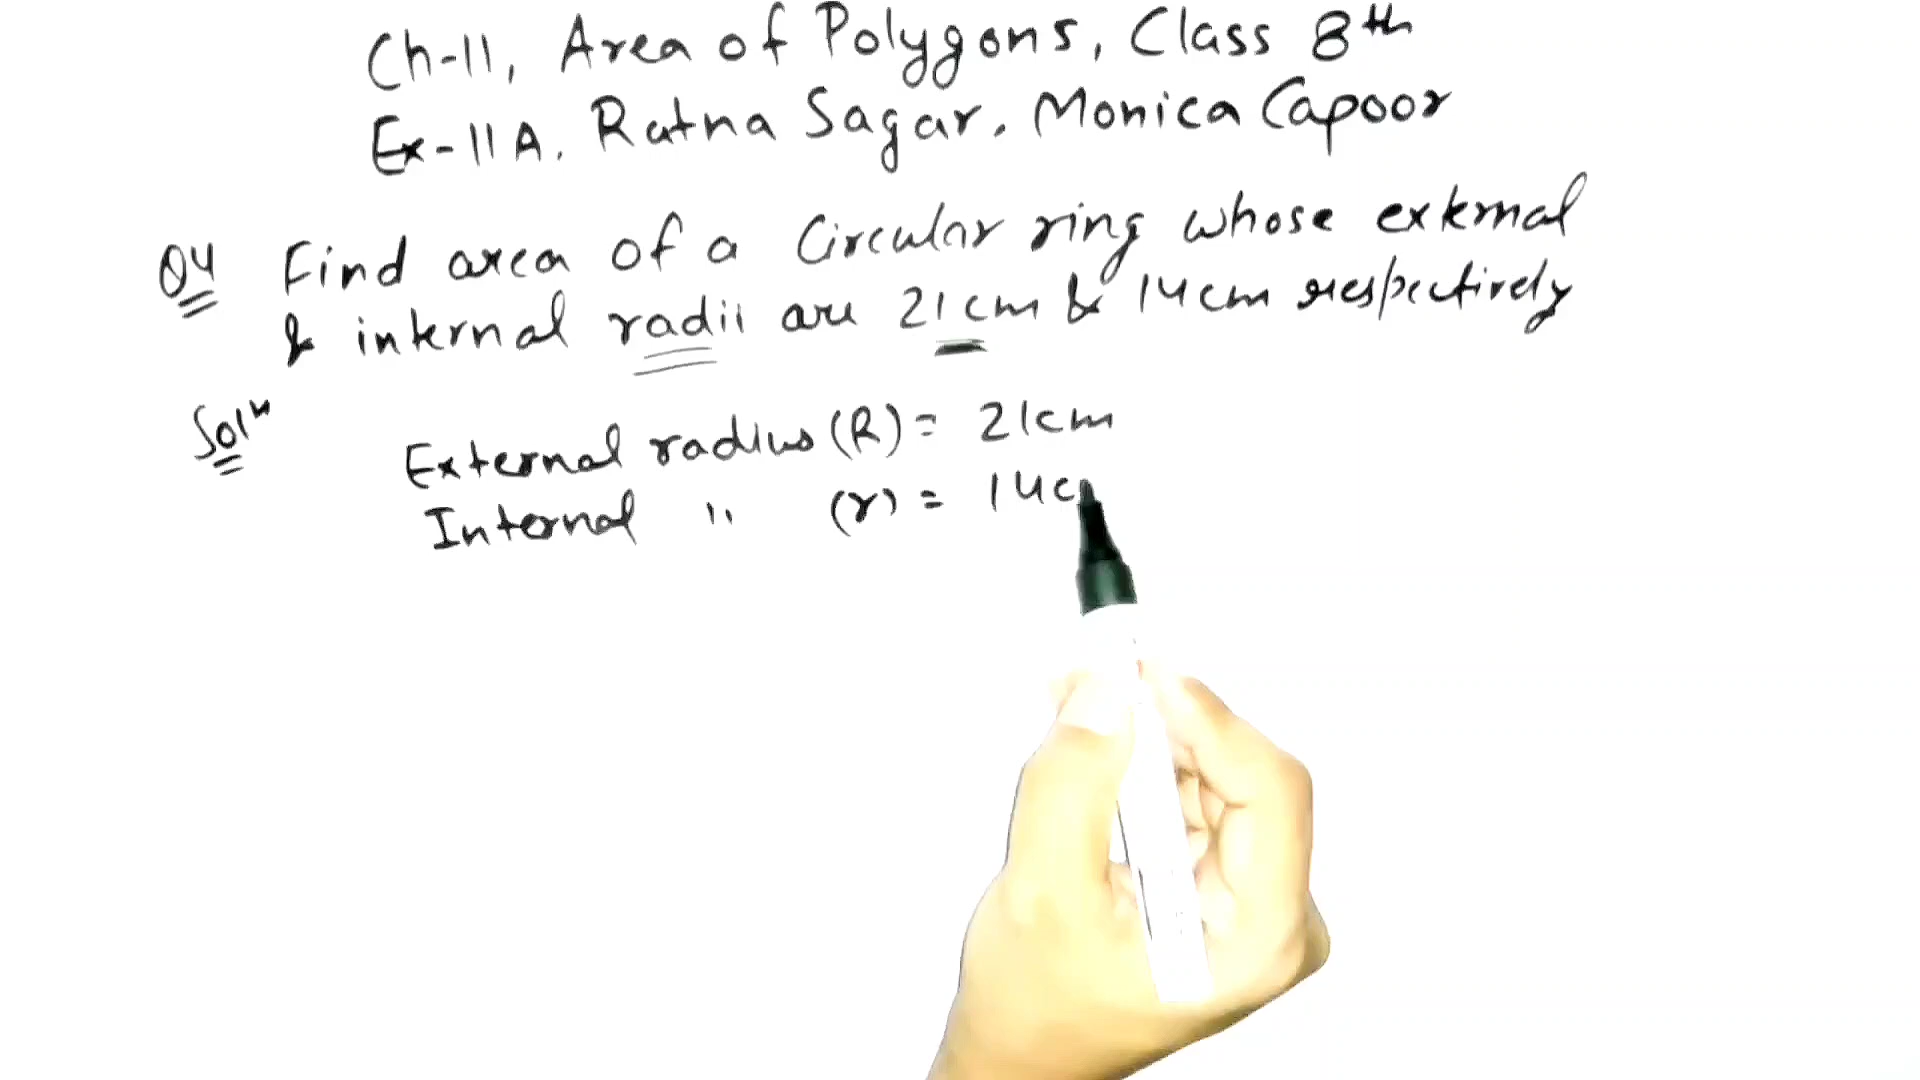 Ch-11, Area of Polygons, Class 8th
Ex-11A, Ratna Sagar. Monica Capoor
Q4 Find area of a Circular ring whose external
& internal radii are 21cm & 14cm respectively
Soln
External radius (R) = 21cm
Internal " (r) = 14c